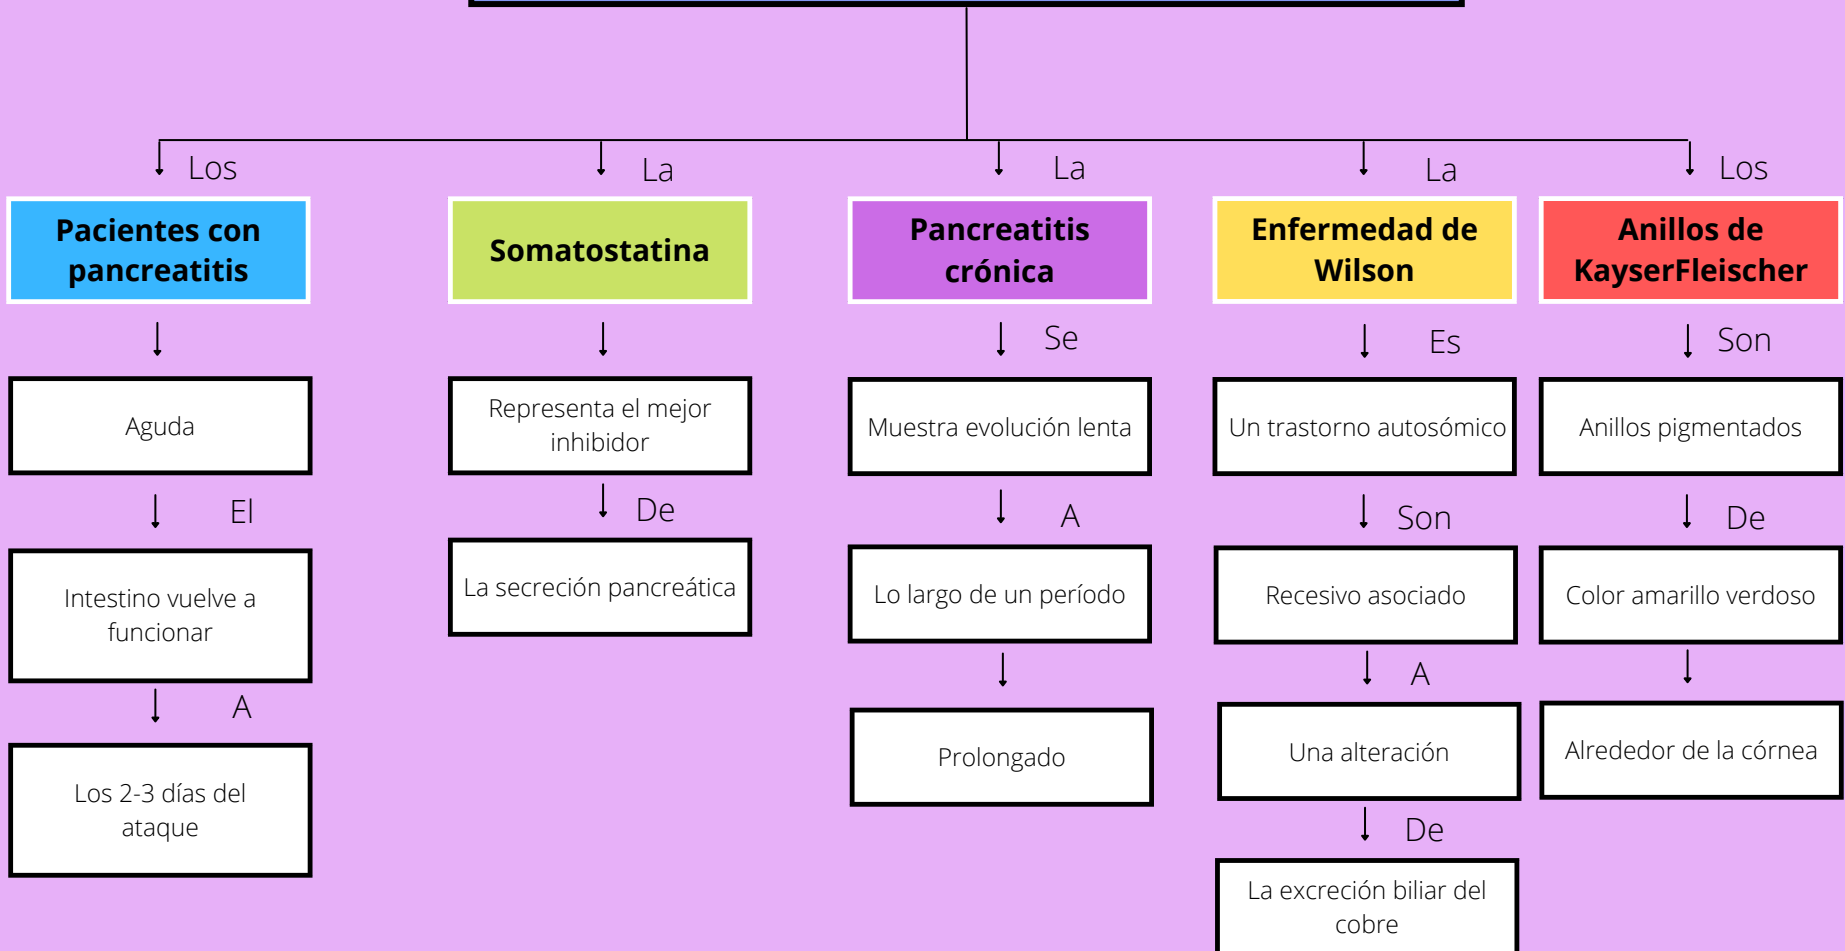 Los
Pacientes con
pancreatitis
Aguda
El
Intestino vuelve a
funcionar
A
Los 2-3 días del
ataque
La
Somatostatina
Representa el mejor
inhibidor
De
La secreción pancreática
La
Pancreatitis
crónica
Se
Muestra evolución lenta
A
Lo largo de un período
Prolongado
La
Enfermedad de
Wilson
Es
Un trastorno autosómico
Son
Recesivo asociado
A
Una alteración
De
La excreción biliar del
cobre
Los
Anillos de
KayserFleischer
Son
Anillos pigmentados
De
Color amarillo verdoso
Alrededor de la córnea